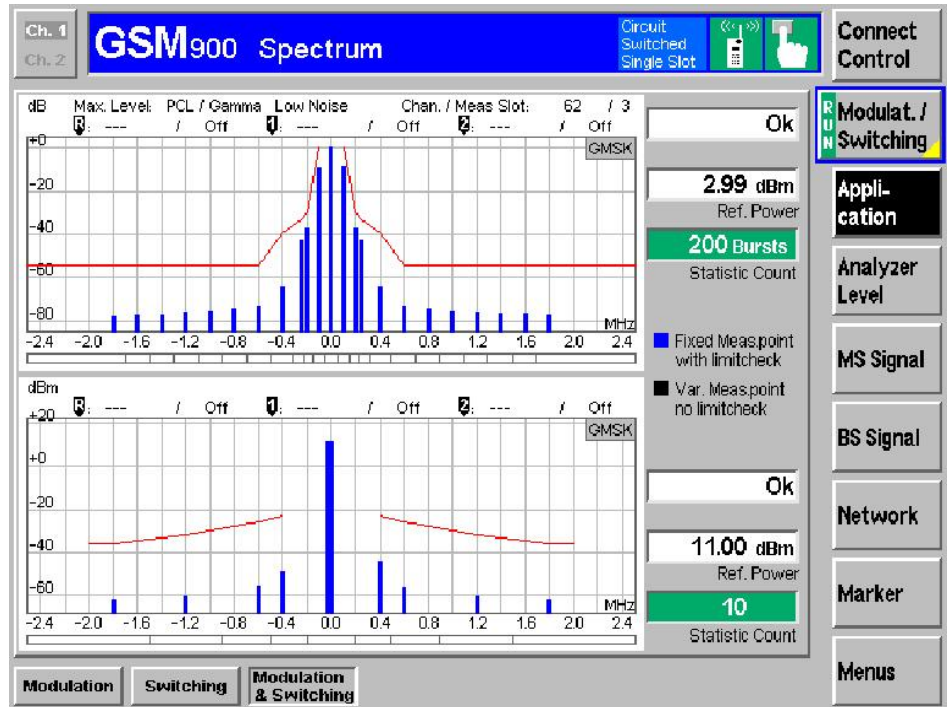 Ch. 1
Ch. 2
GSM900 Spectrum
Circuit
Switched
Single Slot
Connect
Control
dB Max. Level: PCL / Gamma Low Noise Chan. / Meas Slot: 62 / 3
R: --- / Off 1: --- / Off 2: --- / Off
+0
GMSK
-20
-40
-60
-80
MHz
-2.4 -2.0 -1.6 -1.2 -0.8 -0.4 0.0 0.4 0.8 1.2 1.6 2.0 2.4
Ok
2.99 dBm
Ref. Power
200 Bursts
Statistic Count
Fixed Meas.point
with limitcheck
Var. Meas.point
no limitcheck
dBm
R: --- / Off 1: --- / Off 2: --- / Off
+20
GMSK
+0
-20
-40
-60
MHz
-2.4 -2.0 -1.6 -1.2 -0.8 -0.4 0.0 0.4 0.8 1.2 1.6 2.0 2.4
Ok
11.00 dBm
Ref. Power
10
Statistic Count
RUN
Modulat. /
Switching
Appli-
cation
Analyzer
Level
MS Signal
BS Signal
Network
Marker
Menus
Modulation
Switching
Modulation
& Switching